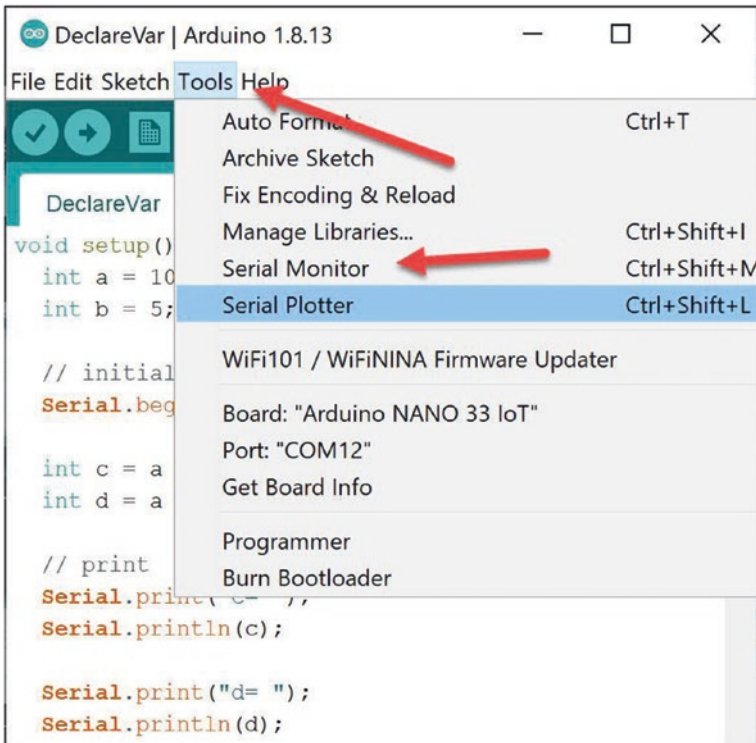 DeclareVar | Arduino 1.8.13
File Edit Sketch Tools Help
Auto Format Ctrl+T
Archive Sketch
Fix Encoding & Reload
Manage Libraries... Ctrl+Shift+I
Serial Monitor Ctrl+Shift+M
Serial Plotter Ctrl+Shift+L
WiFi101 / WiFiNINA Firmware Updater
Board: "Arduino NANO 33 IoT"
Port: "COM12"
Get Board Info
Programmer
Burn Bootloader
DeclareVar
void setup()
int a = 10
int b = 5;
// initial
Serial.beg
int c = a
int d = a
// print
Serial.print("c= ");
Serial.println(c);
Serial.print("d= ");
Serial.println(d);